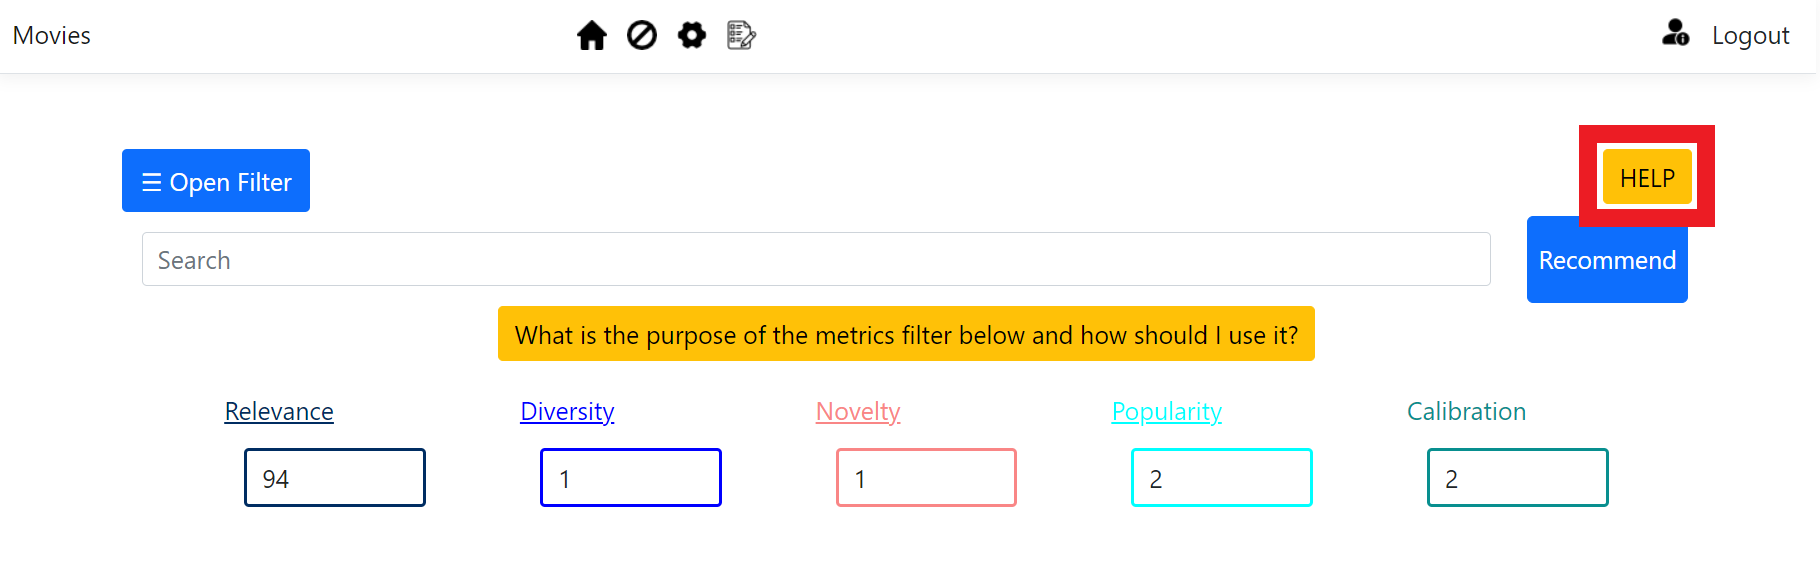 Movies
Logout
☰ Open Filter
HELP
Search
Recommend
What is the purpose of the metrics filter below and how should I use it?
Relevance Diversity Novelty Popularity Calibration
94 1 1 2 2